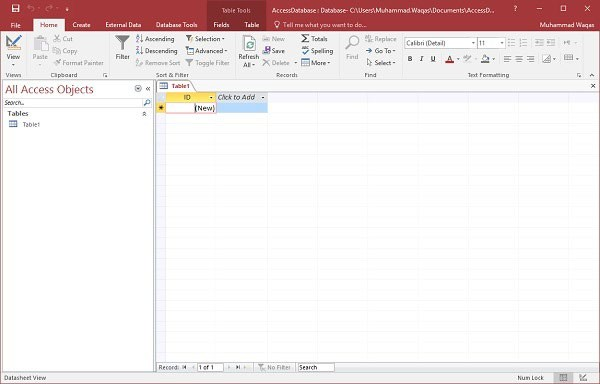 Table Tools
AccessDatabase : Database- C:\Users\Muhammad.Waqas\Documents\AccessD...
File Home Create External Data Database Tools Fields Table Tell me what you want to do... Muhammad Waqas
View
Paste
Cut
Copy
Format Painter
Filter
Ascending
Descending
Remove Sort
Selection
Advanced
Toggle Filter
Refresh All
New
Save
Delete
Totals
Spelling
More
Find
Replace
Go To
Select
Calibri (Detail) 11
B I U A
Views Clipboard Sort & Filter Records Find Text Formatting
All Access Objects
Search...
Tables
Table1
Table1
ID Click to Add
(New)
Record: 1 of 1 No Filter Search
Datasheet View Num Lock